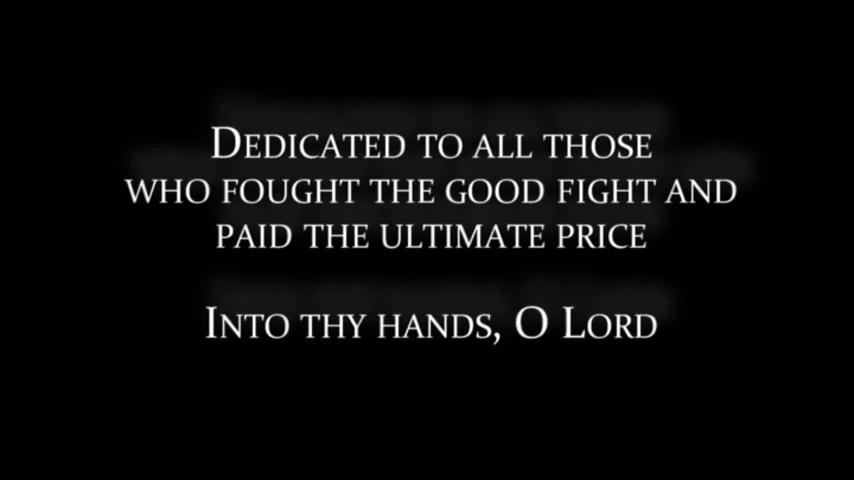 Dedicated to all those
who fought the good fight and
paid the ultimate price
Into thy hands, O Lord